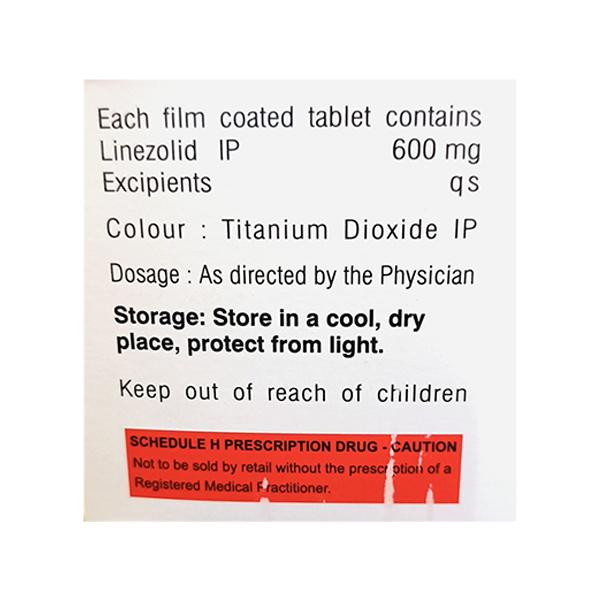 Each film coated tablet contains
Linezolid IP 600 mg
Excipients qs
Colour : Titanium Dioxide IP
Dosage : As directed by the Physician
Storage: Store in a cool, dry
place, protect from light.
Keep out of reach of children
SCHEDULE H PRESCRIPTION DRUG - CAUTION
Not to be sold by retail without the prescription of a
Registered Medical Practitioner.